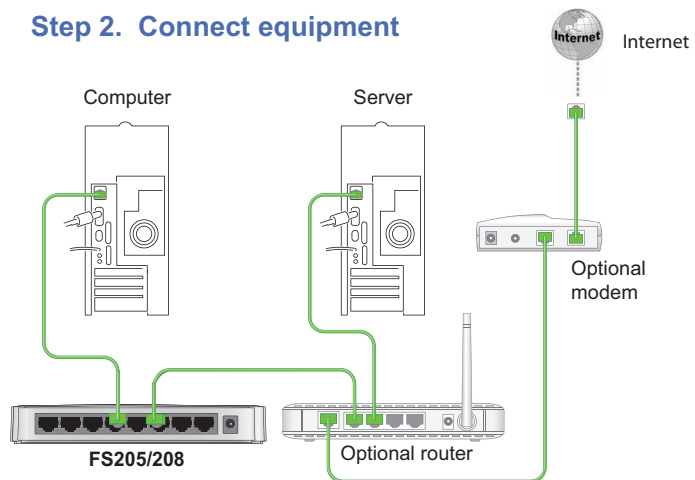 Step 2. Connect equipment
Internet
Internet
Computer
Server
Optional
modem
FS205/208
Optional router